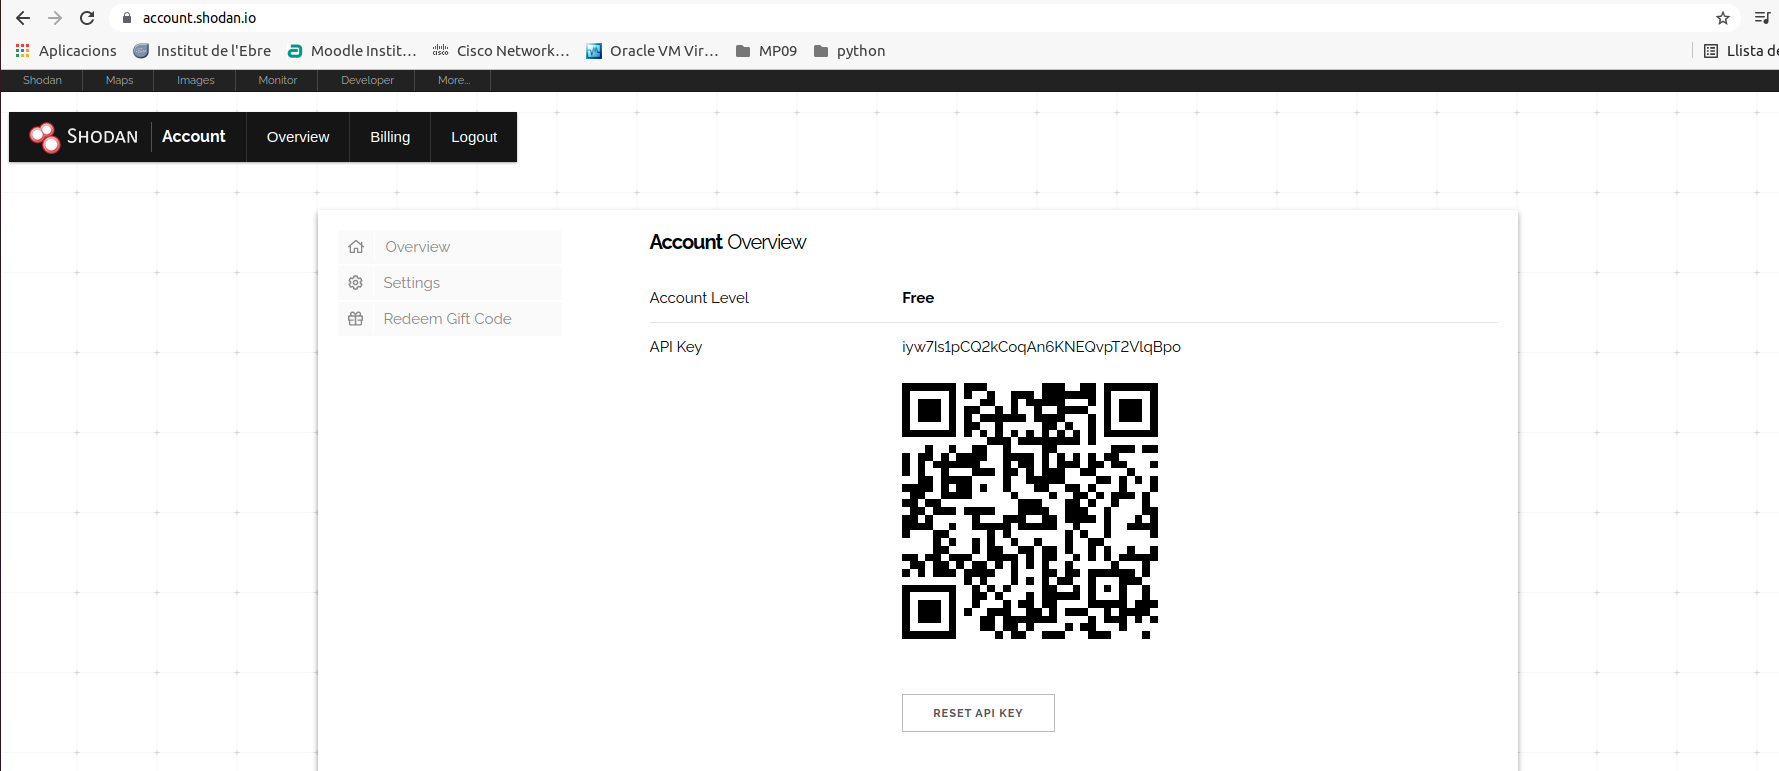 account.shodan.io
Aplicacions Institut de l'Ebre Moodle Instit... Cisco Network... Oracle VM Vir... MP09 python Llista de
Shodan Maps Images Monitor Developer More...
SHODAN Account Overview Billing Logout
Overview
Settings
Redeem Gift Code
Account Overview
Account Level Free
API Key iyw7Is1pCQ2kCoqAn6KNEQvpT2VlqBpo
RESET API KEY